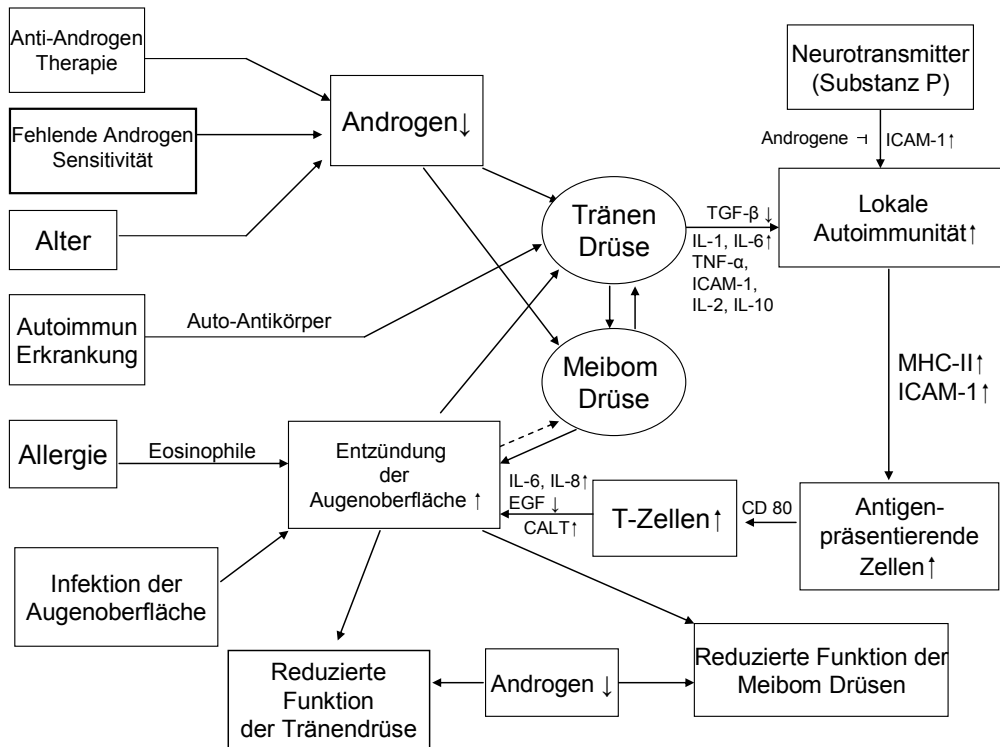 Anti-Androgen
Therapie
Fehlende Androgen
Sensitivität
Alter
Autoimmun
Erkrankung
Allergie
Infektion der
Augenoberfläche
Androgen↓
Auto-Antikörper
Eosinophile
Tränen
Drüse
Meibom
Drüse
Entzündung
der
Augenoberfläche ↑
Neurotransmitter
(Substanz P)
Androgene ⊣ ICAM-1↑
TGF-β ↓
IL-1, IL-6↑
TNF-α,
ICAM-1,
IL-2, IL-10
Lokale
Autoimmunität↑
MHC-II↑
ICAM-1↑
Antigen-
präsentierende
Zellen↑
CD 80
T-Zellen↑
IL-6, IL-8↑
EGF ↓
CALT↑
Reduzierte
Funktion
der Tränendrüse
Androgen ↓
Reduzierte Funktion der
Meibom Drüsen